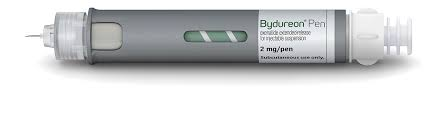 Bydureon® Pen
exenatide extended-release
for injectable suspension
2 mg/pen
Subcutaneous use only.